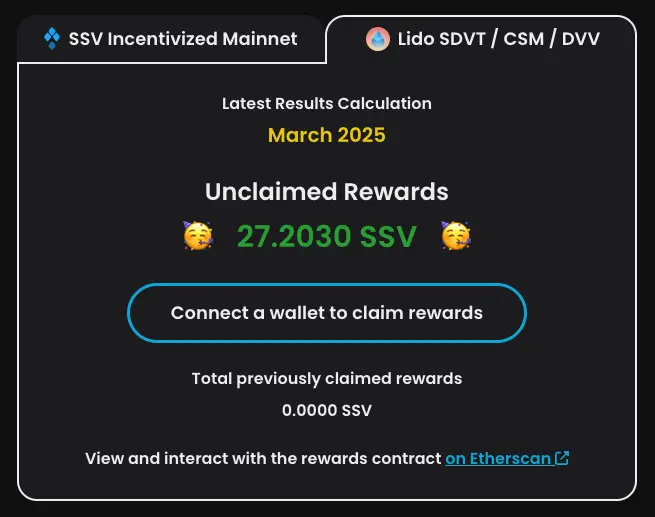 SSV Incentivized Mainnet
Lido SDVT / CSM / DVV
Latest Results Calculation
March 2025
Unclaimed Rewards
27.2030 SSV
Connect a wallet to claim rewards
Total previously claimed rewards
0.0000 SSV
View and interact with the rewards contract on Etherscan